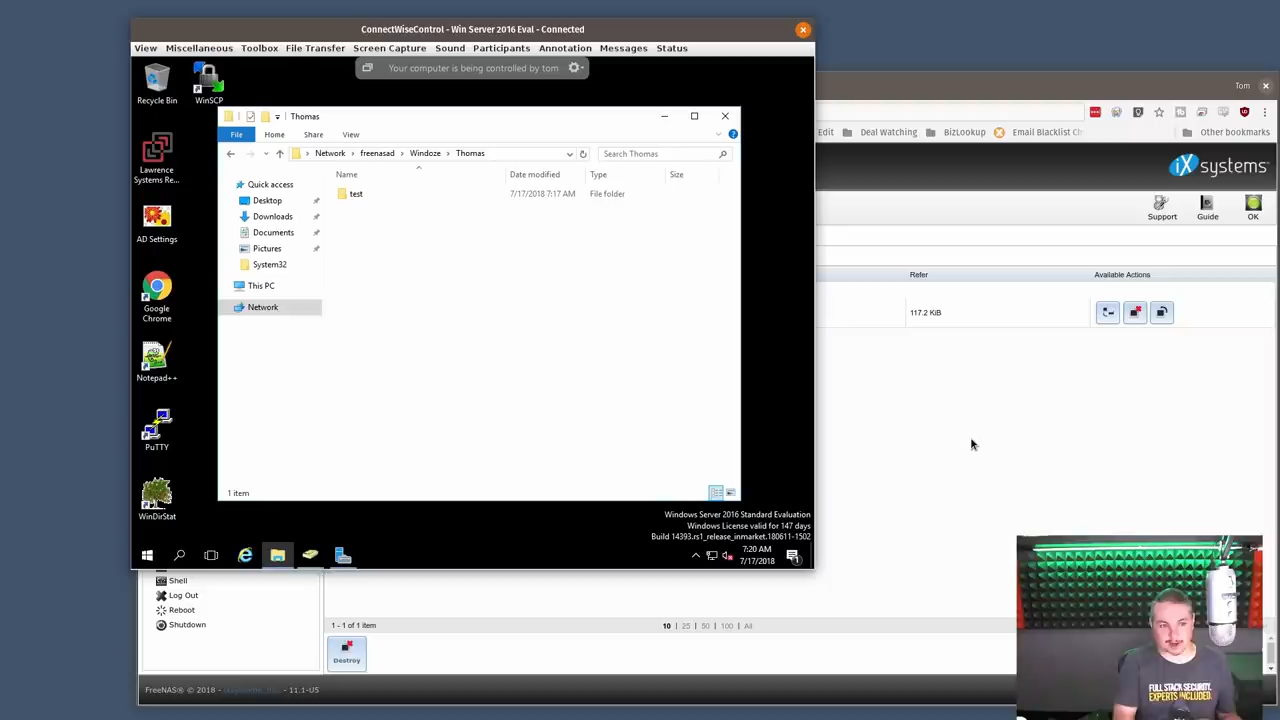 ConnectWiseControl - Win Server 2016 Eval - Connected
View Miscellaneous Toolbox File Transfer Screen Capture Sound Participants Annotation Messages Status
Your computer is being controlled by tom
Recycle Bin
WinSCP
Lawrence
Systems Re...
AD Settings
Google
Chrome
Notepad++
PuTTY
WinDirStat
Thomas
File Home Share View
Network freenasad Windoze Thomas
Search Thomas
Name Date modified Type Size
test 7/17/2018 7:17 AM File folder
Quick access
Desktop
Downloads
Documents
Pictures
System32
This PC
Network
1 item
Windows Server 2016 Standard Evaluation
Windows License valid for 147 days
Build 14393.rs1_release_inmarket.180611-1502
7:20 AM
7/17/2018
1
Tom
Edit Deal Watching BizLookup Email Blacklist Other bookmarks
iXsystems
Support Guide OK
Refer Available Actions
117.2 KiB
Shell
Log Out
Reboot
Shutdown
1 - 1 of 1 item
10 | 25 | 50 | 100 | All
Destroy
FreeNAS® © 2018 - - 11.1-U5
FULL STACK SECURITY.
EXPERTS INCLUDED.